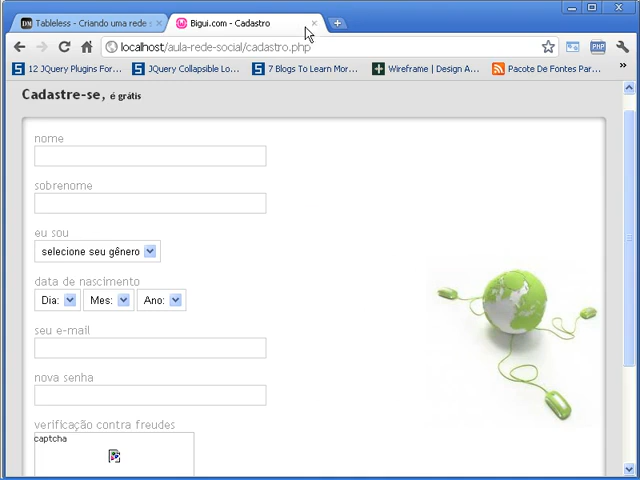 Tableless - Criando uma rede s
Bigui.com - Cadastro
localhost/aula-rede-social/cadastro.php
12 JQuery Plugins For...
JQuery Collapsible Lo...
7 Blogs To Learn Mor...
Wireframe | Design A...
Pacote De Fontes Par...
Cadastre-se, é grátis
nome
sobrenome
eu sou
selecione seu gênero
data de nascimento
Dia: Mes: Ano:
seu e-mail
nova senha
verificação contra freudes
captcha